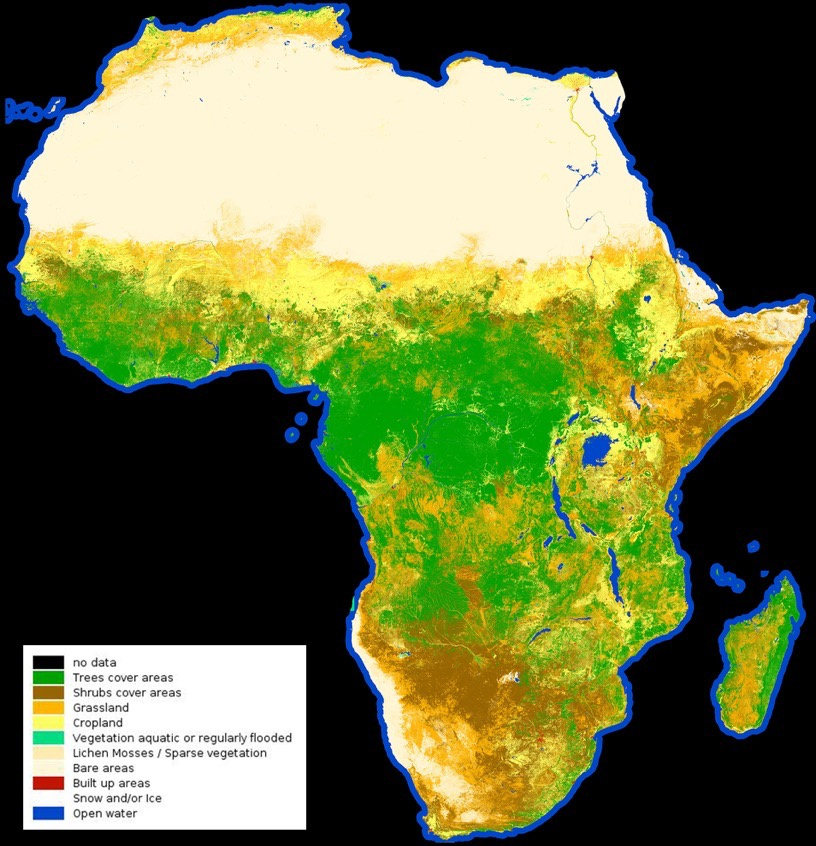 no data
Trees cover areas
Shrubs cover areas
Grassland
Cropland
Vegetation aquatic or regularly flooded
Lichen Mosses / Sparse vegetation
Bare areas
Built up areas
Snow and/or Ice
Open water